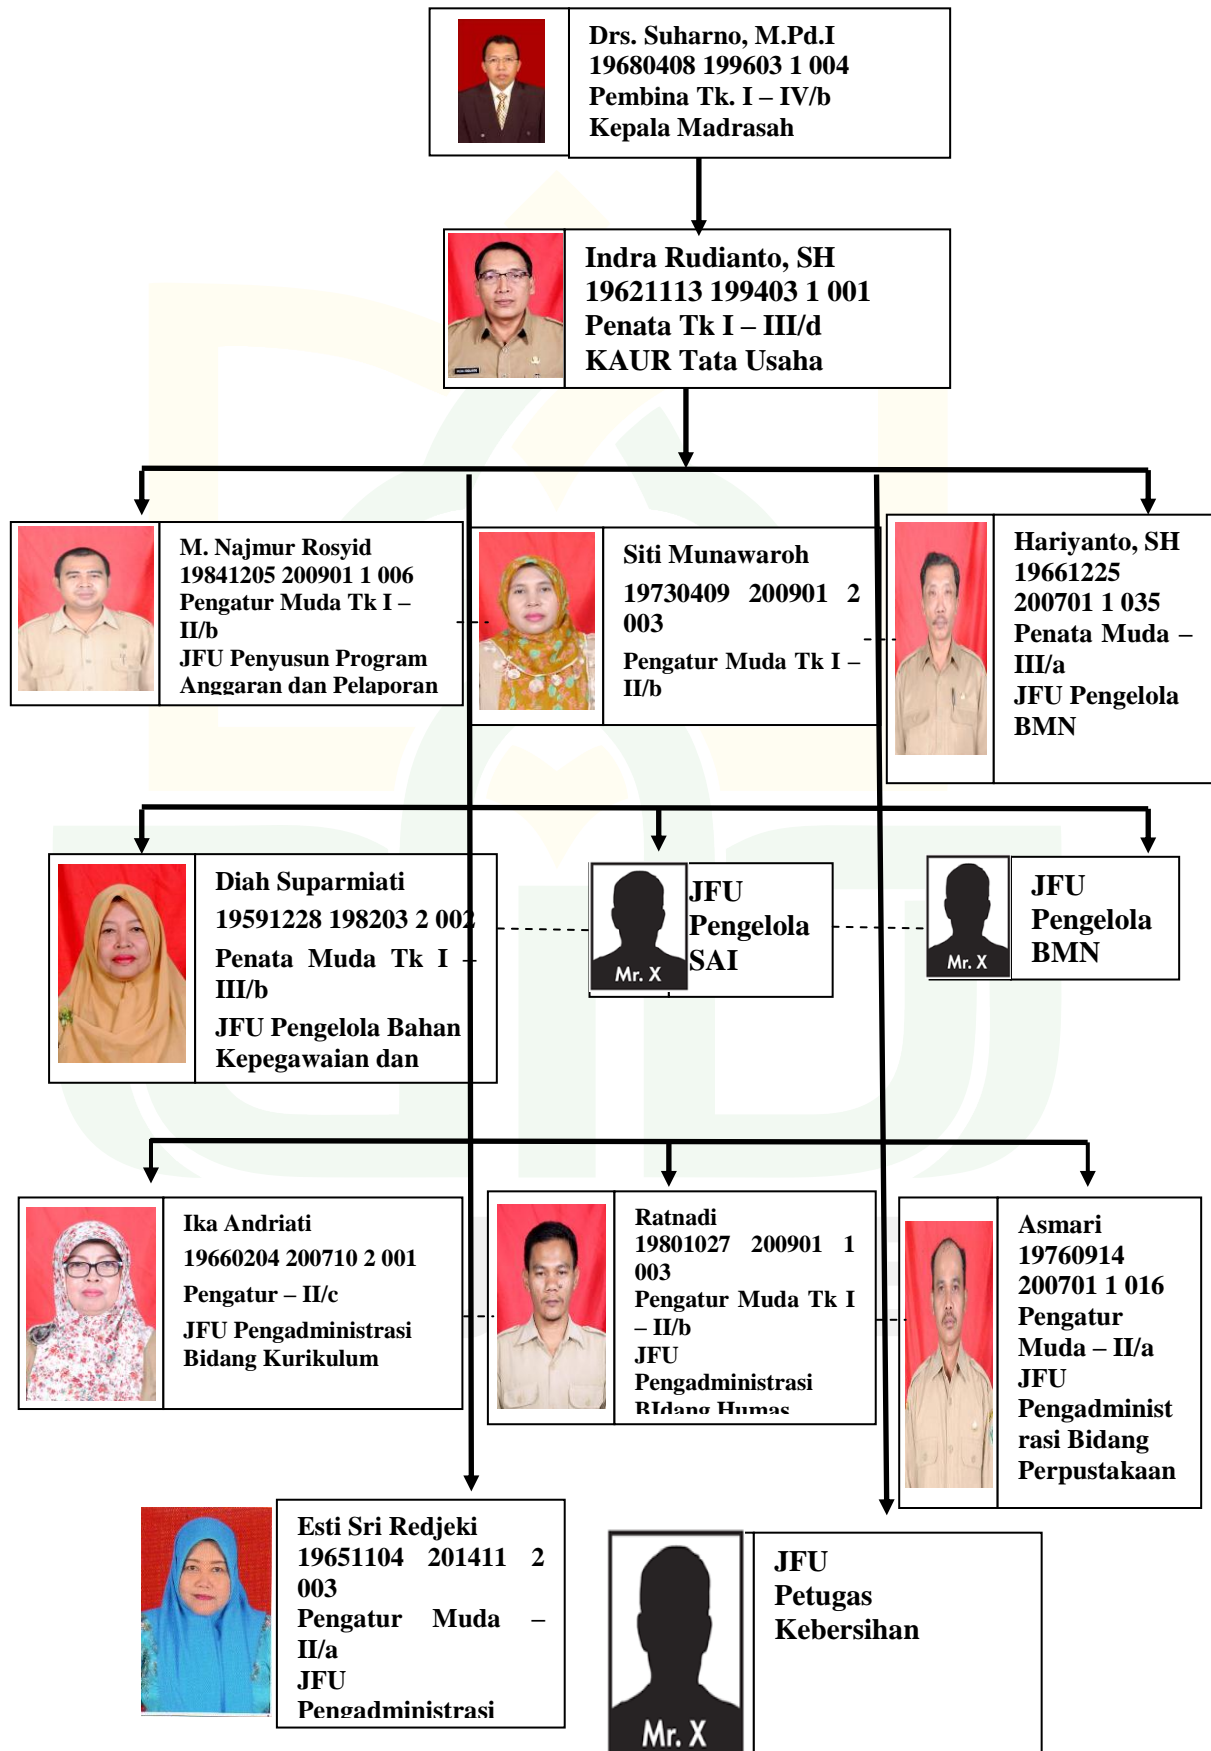 Drs. Suharno, M.Pd.I
19680408 199603 1 004
Pembina Tk. I – IV/b
Kepala Madrasah
Indra Rudianto, SH
19621113 199403 1 001
Penata Tk I – III/d
KAUR Tata Usaha
M. Najmur Rosyid
19841205 200901 1 006
Pengatur Muda Tk I –
II/b
JFU Penyusun Program
Anggaran dan Pelaporan
Siti Munawaroh
19730409 200901 2
003
Pengatur Muda Tk I –
II/b
Hariyanto, SH
19661225
200701 1 035
Penata Muda –
III/a
JFU Pengelola
BMN
Diah Suparmiati
19591228 198203 2 002
Penata Muda Tk I –
III/b
JFU Pengelola Bahan
Kepegawaian dan
Mr. X
JFU
Pengelola
SAI
Mr. X
JFU
Pengelola
BMN
Ika Andriati
19660204 200710 2 001
Pengatur – II/c
JFU Pengadministrasi
Bidang Kurikulum
Ratnadi
19801027 200901 1
003
Pengatur Muda Tk I
– II/b
JFU
Pengadministrasi
BIdang Humas
Asmari
19760914
200701 1 016
Pengatur
Muda – II/a
JFU
Pengadminist
rasi Bidang
Perpustakaan
Esti Sri Redjeki
19651104 201411 2
003
Pengatur Muda –
II/a
JFU
Pengadministrasi
Mr. X
JFU
Petugas
Kebersihan